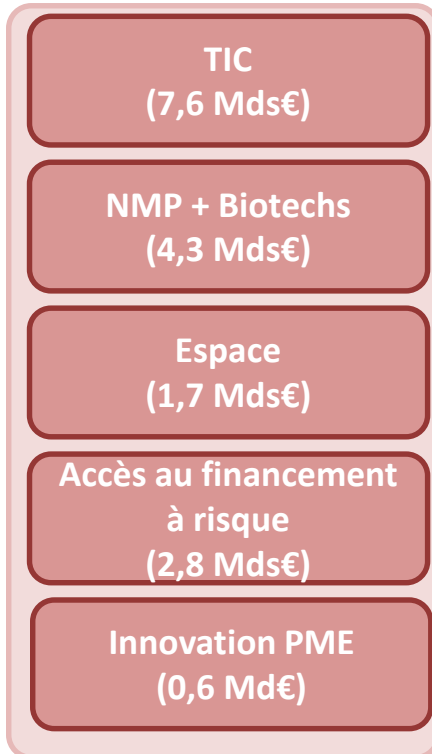 TIC
(7,6 Mds€)
NMP + Biotechs
(4,3 Mds€)
Espace
(1,7 Mds€)
Accès au financement
à risque
(2,8 Mds€)
Innovation PME
(0,6 Md€)